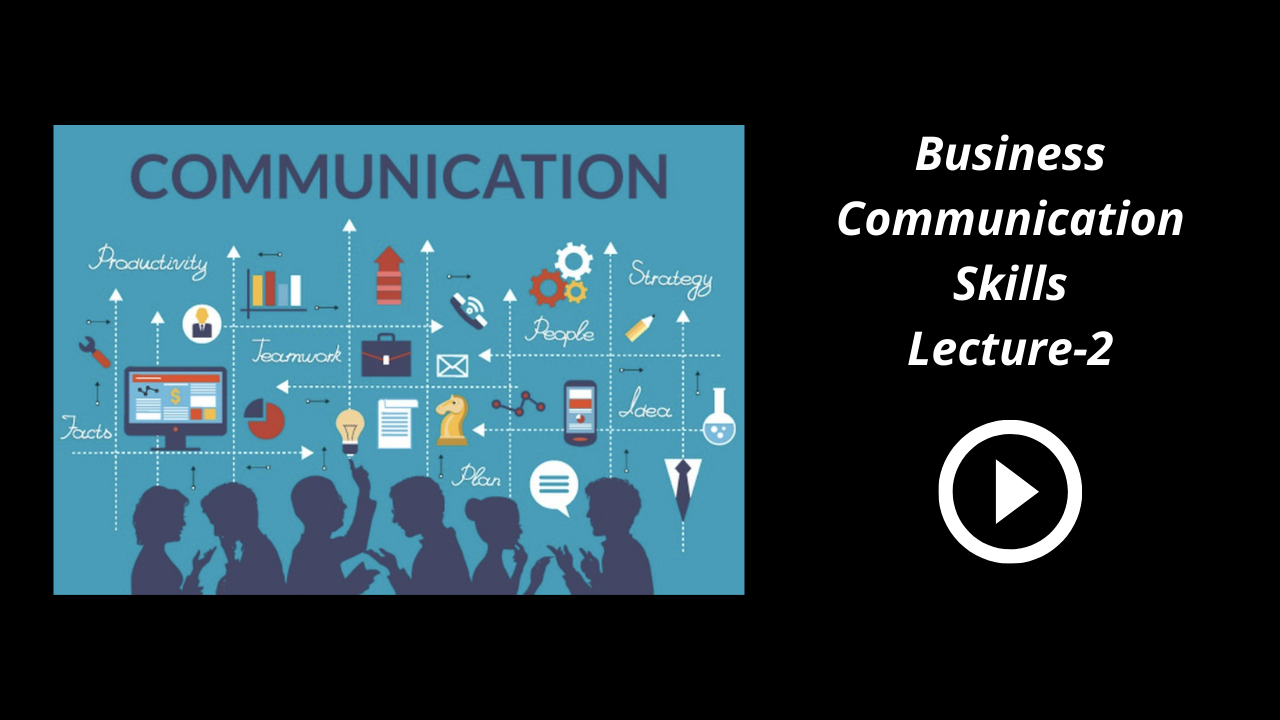 COMMUNICATION
Productivity
Strategy
People
Teamwork
$
Idea
Facts
Plan
Business
Communication
Skills
Lecture-2